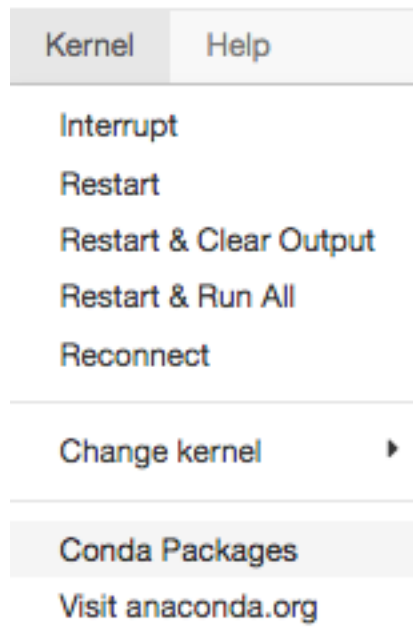 Kernel Help
Interrupt
Restart
Restart & Clear Output
Restart & Run All
Reconnect
Change kernel
Conda Packages
Visit anaconda.org